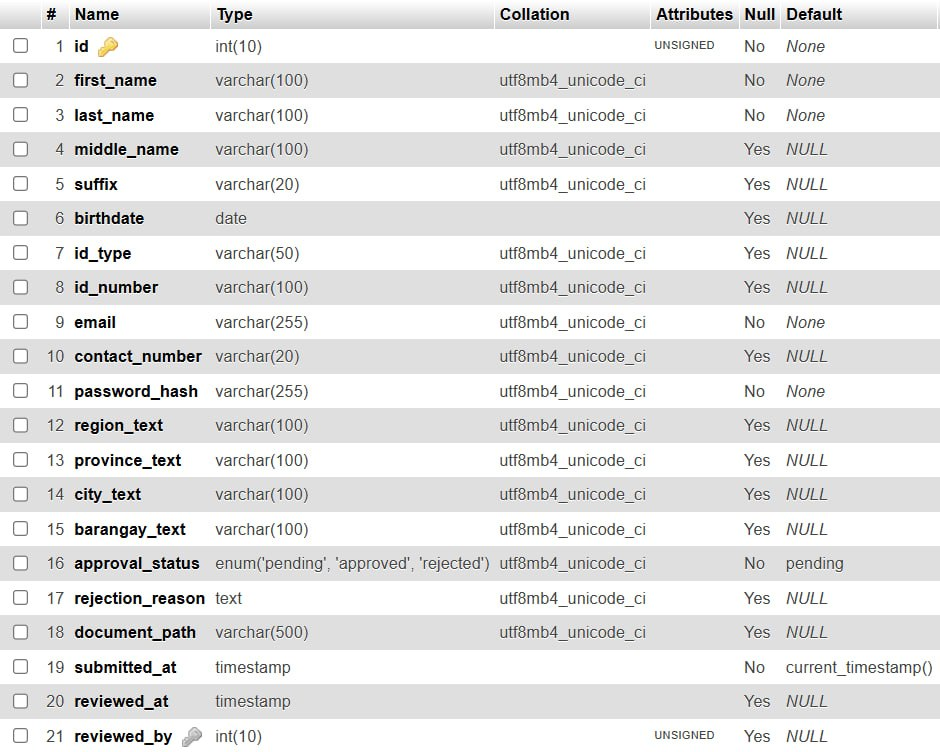 # Name Type Collation Attributes Null Default
1 id int(10) UNSIGNED No None
2 first_name varchar(100) utf8mb4_unicode_ci No None
3 last_name varchar(100) utf8mb4_unicode_ci No None
4 middle_name varchar(100) utf8mb4_unicode_ci Yes NULL
5 suffix varchar(20) utf8mb4_unicode_ci Yes NULL
6 birthdate date Yes NULL
7 id_type varchar(50) utf8mb4_unicode_ci Yes NULL
8 id_number varchar(100) utf8mb4_unicode_ci Yes NULL
9 email varchar(255) utf8mb4_unicode_ci No None
10 contact_number varchar(20) utf8mb4_unicode_ci Yes NULL
11 password_hash varchar(255) utf8mb4_unicode_ci No None
12 region_text varchar(100) utf8mb4_unicode_ci Yes NULL
13 province_text varchar(100) utf8mb4_unicode_ci Yes NULL
14 city_text varchar(100) utf8mb4_unicode_ci Yes NULL
15 barangay_text varchar(100) utf8mb4_unicode_ci Yes NULL
16 approval_status enum('pending', 'approved', 'rejected') utf8mb4_unicode_ci No pending
17 rejection_reason text utf8mb4_unicode_ci Yes NULL
18 document_path varchar(500) utf8mb4_unicode_ci Yes NULL
19 submitted_at timestamp No current_timestamp()
20 reviewed_at timestamp Yes NULL
21 reviewed_by int(10) UNSIGNED Yes NULL